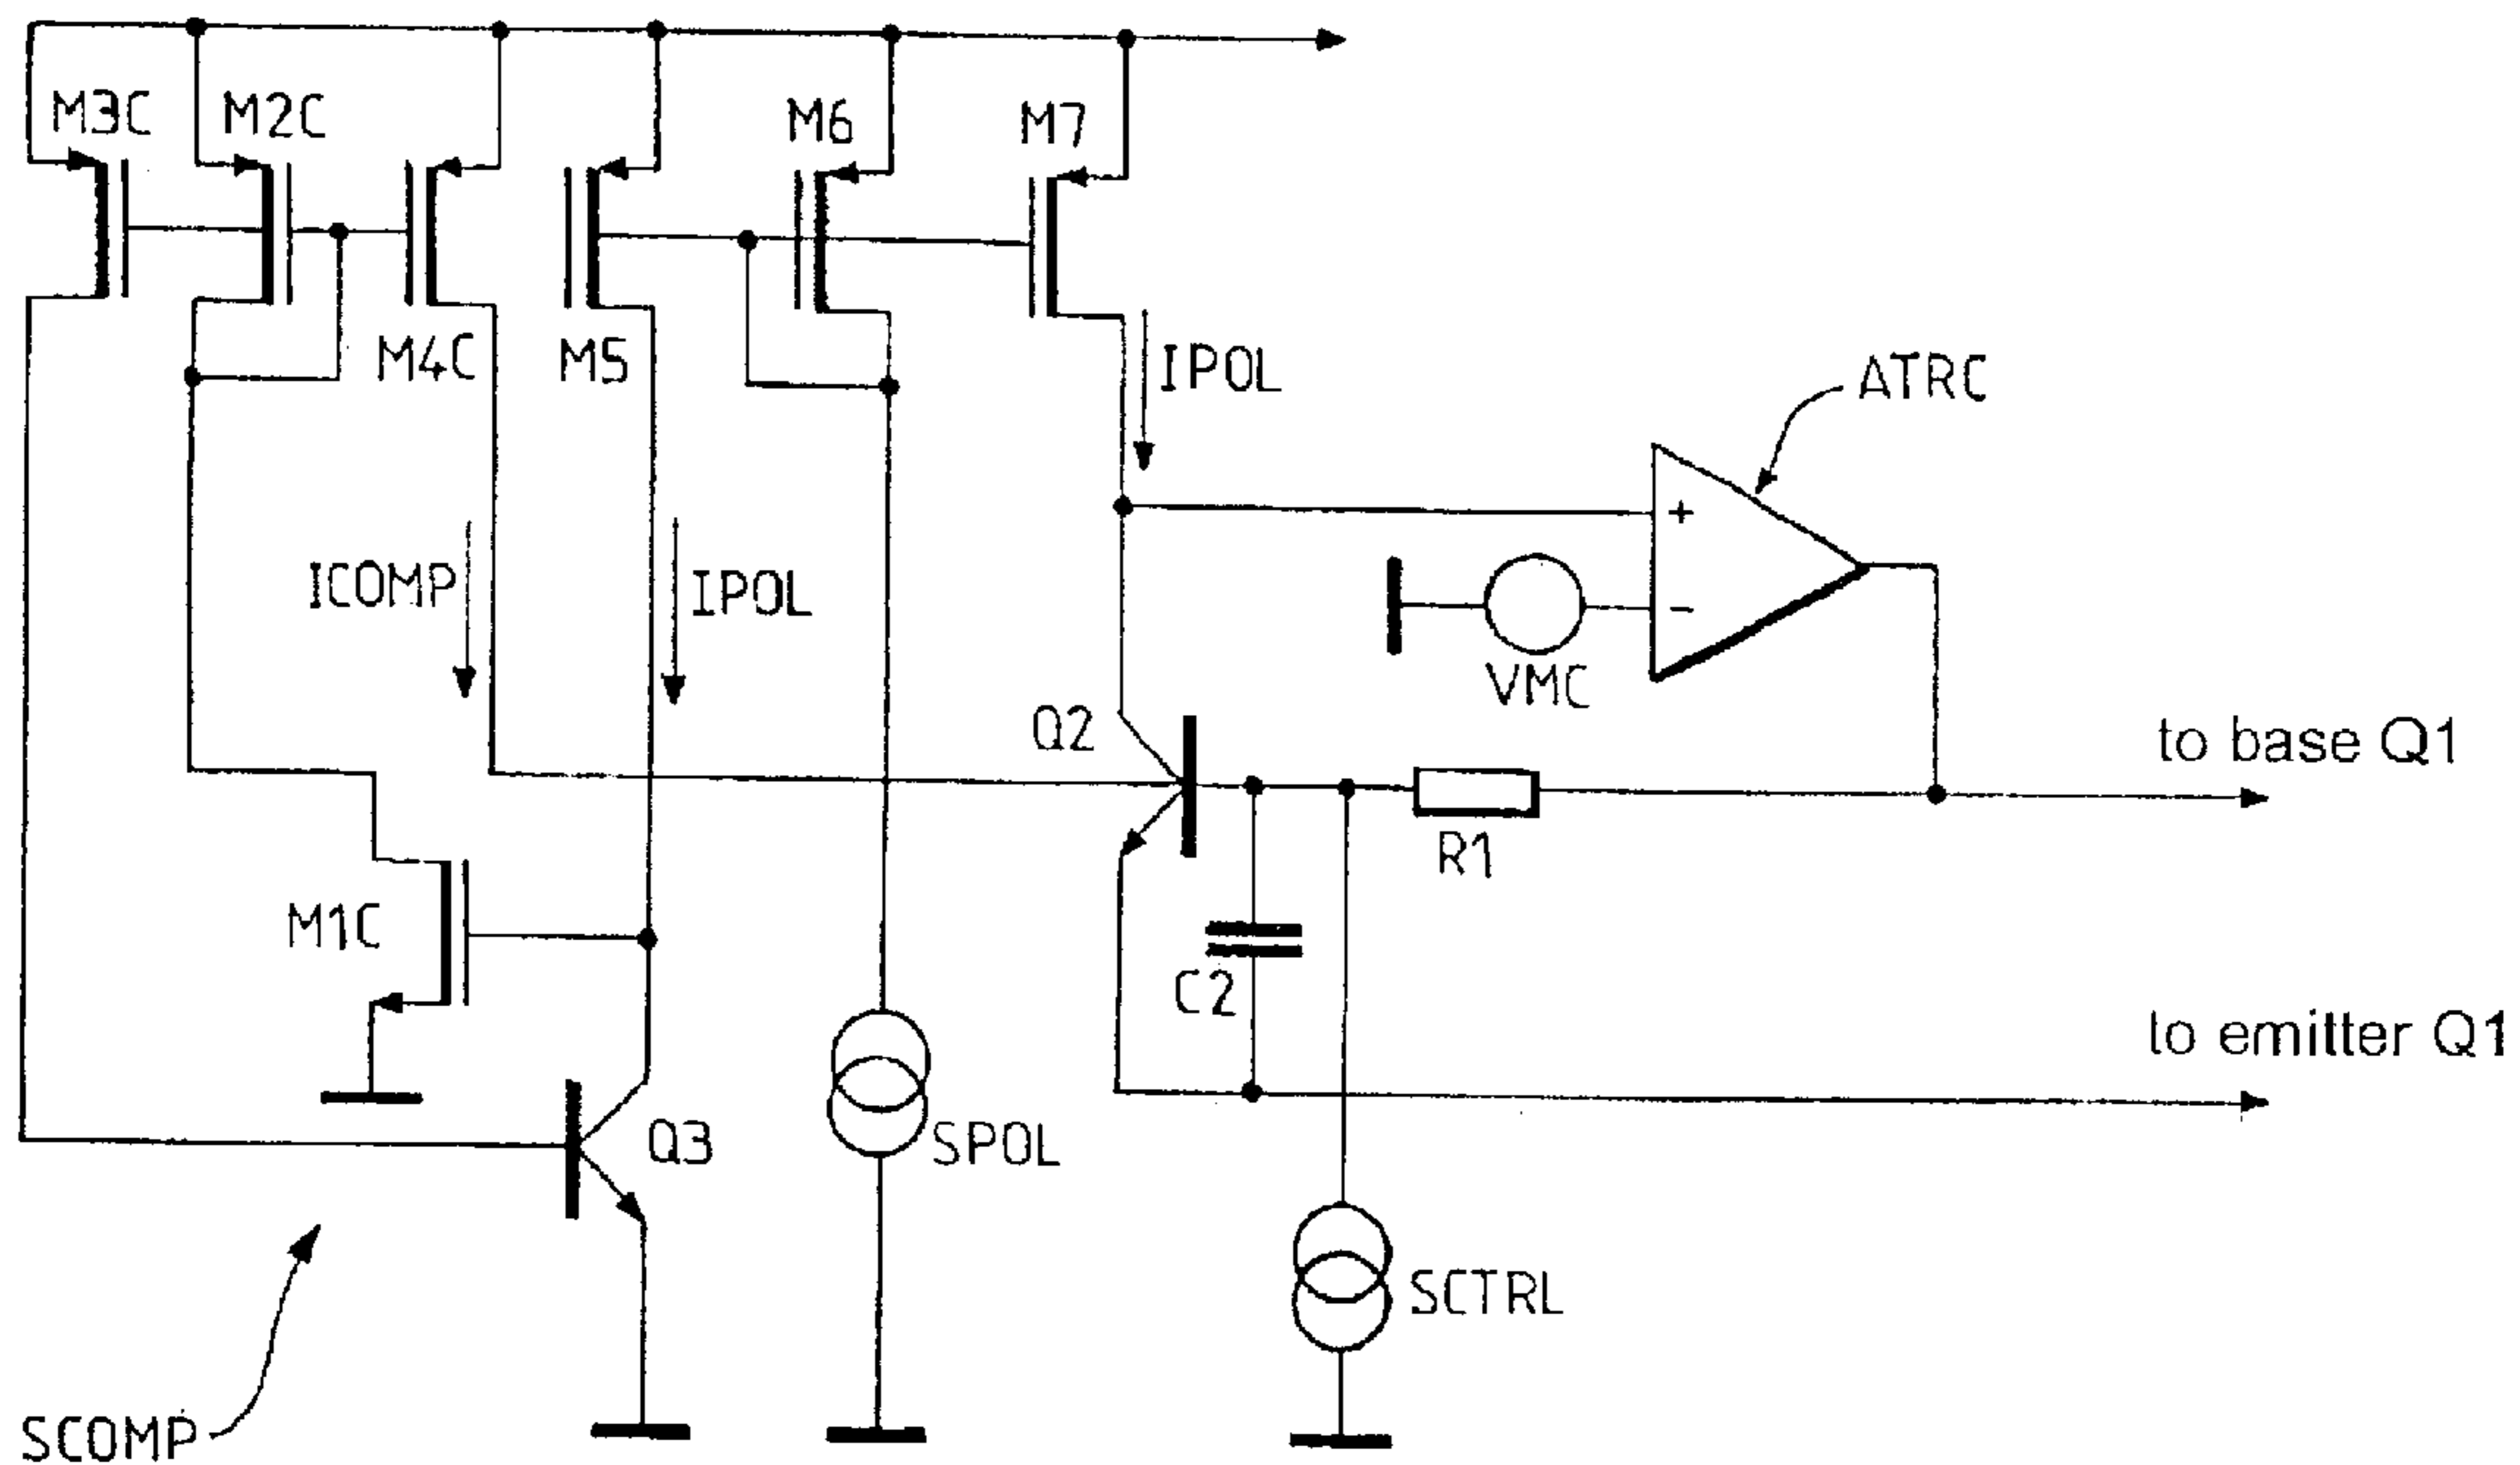 M3C
M2C
M6
M7
M4C
M5
IPOL
ATRC
ICOMP
IPOL
+
-
VMC
Q2
to base Q1
R1
M1C
C2
to emitter Q1
Q3
SPOL
SCTRL
SCOMP